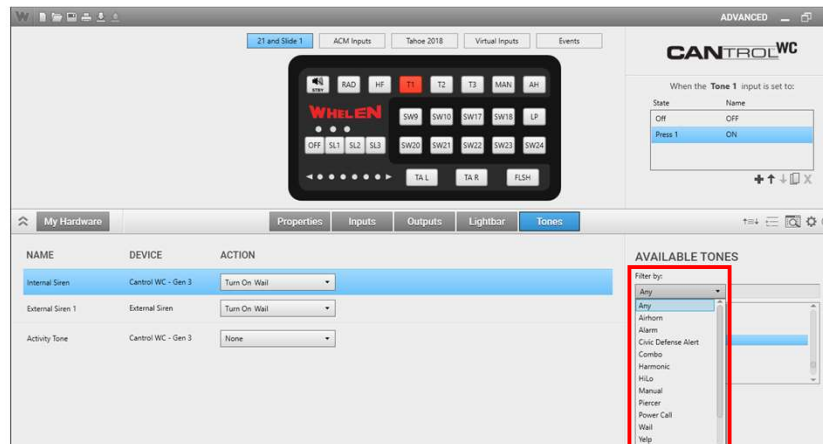 W
ADVANCED
21 and Slide 1 ACM Inputs Tahoe 2018 Virtual Inputs Events
CANTROLWC
When the Tone 1 input is set to:
State Name
Off OFF
Press 1 ON
STBY RAD HF T1 T2 T3 MAN AH
WHELEN
SW9 SW10 SW17 SW18 LP
OFF SL1 SL2 SL3 SW20 SW21 SW22 SW23 SW24
TA L TA R FLSH
My Hardware Properties Inputs Outputs Lightbar Tones
NAME DEVICE ACTION
Internal Siren Cantrol WC - Gen 3 Turn On Wail
External Siren 1 External Siren Turn On Wail
Activity Tone Cantrol WC - Gen 3 None
AVAILABLE TONES
Filter by:
Any
Any
Airhorn
Alarm
Civic Defense Alert
Combo
Harmonic
HiLo
Manual
Piercer
Power Call
Wail
Yelp